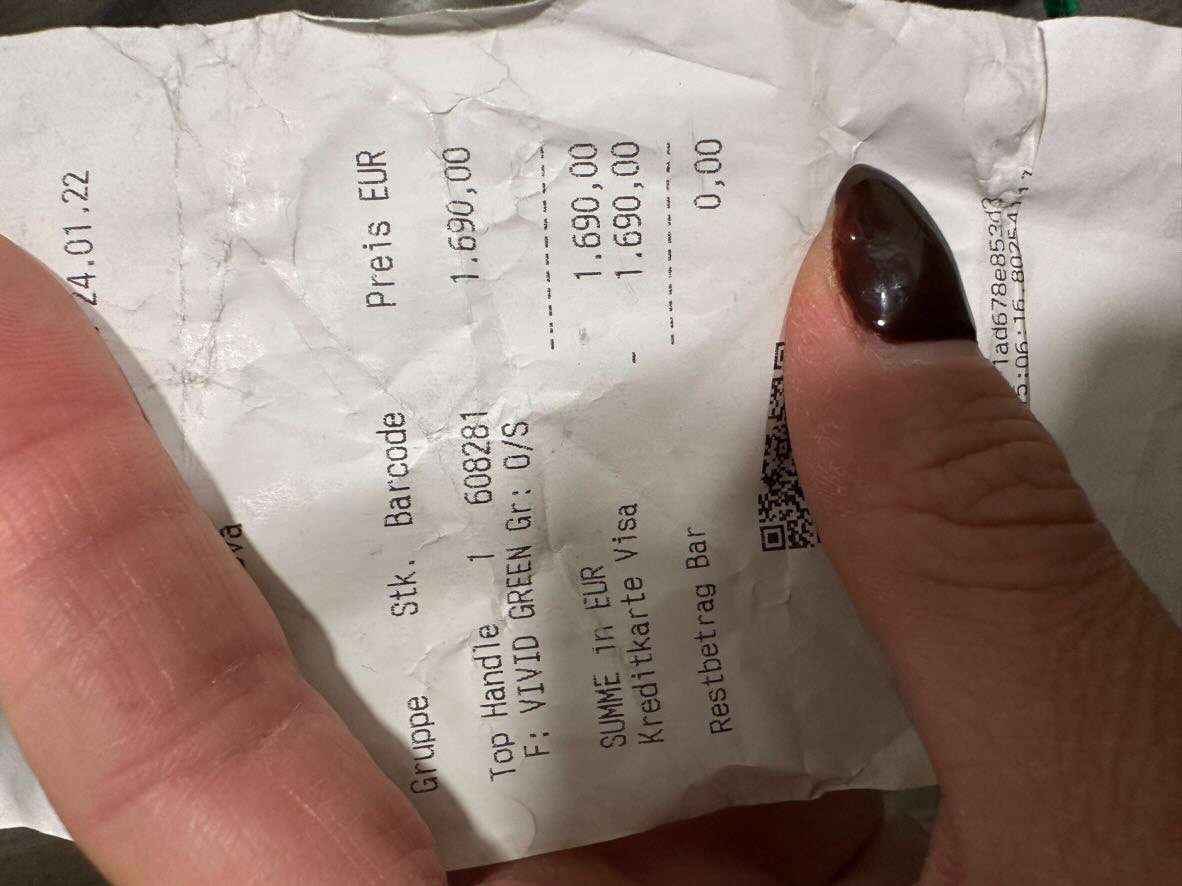 24.01.22
Gruppe Stk. Barcode Preis EUR
Top Handle 1 608281 1.690,00
F: VIVID GREEN Gr: O/S
-------------
SUMME in EUR 1.690,00
Kreditkarte Visa - 1.690,00
-------------
Restbetrag Bar 0,00